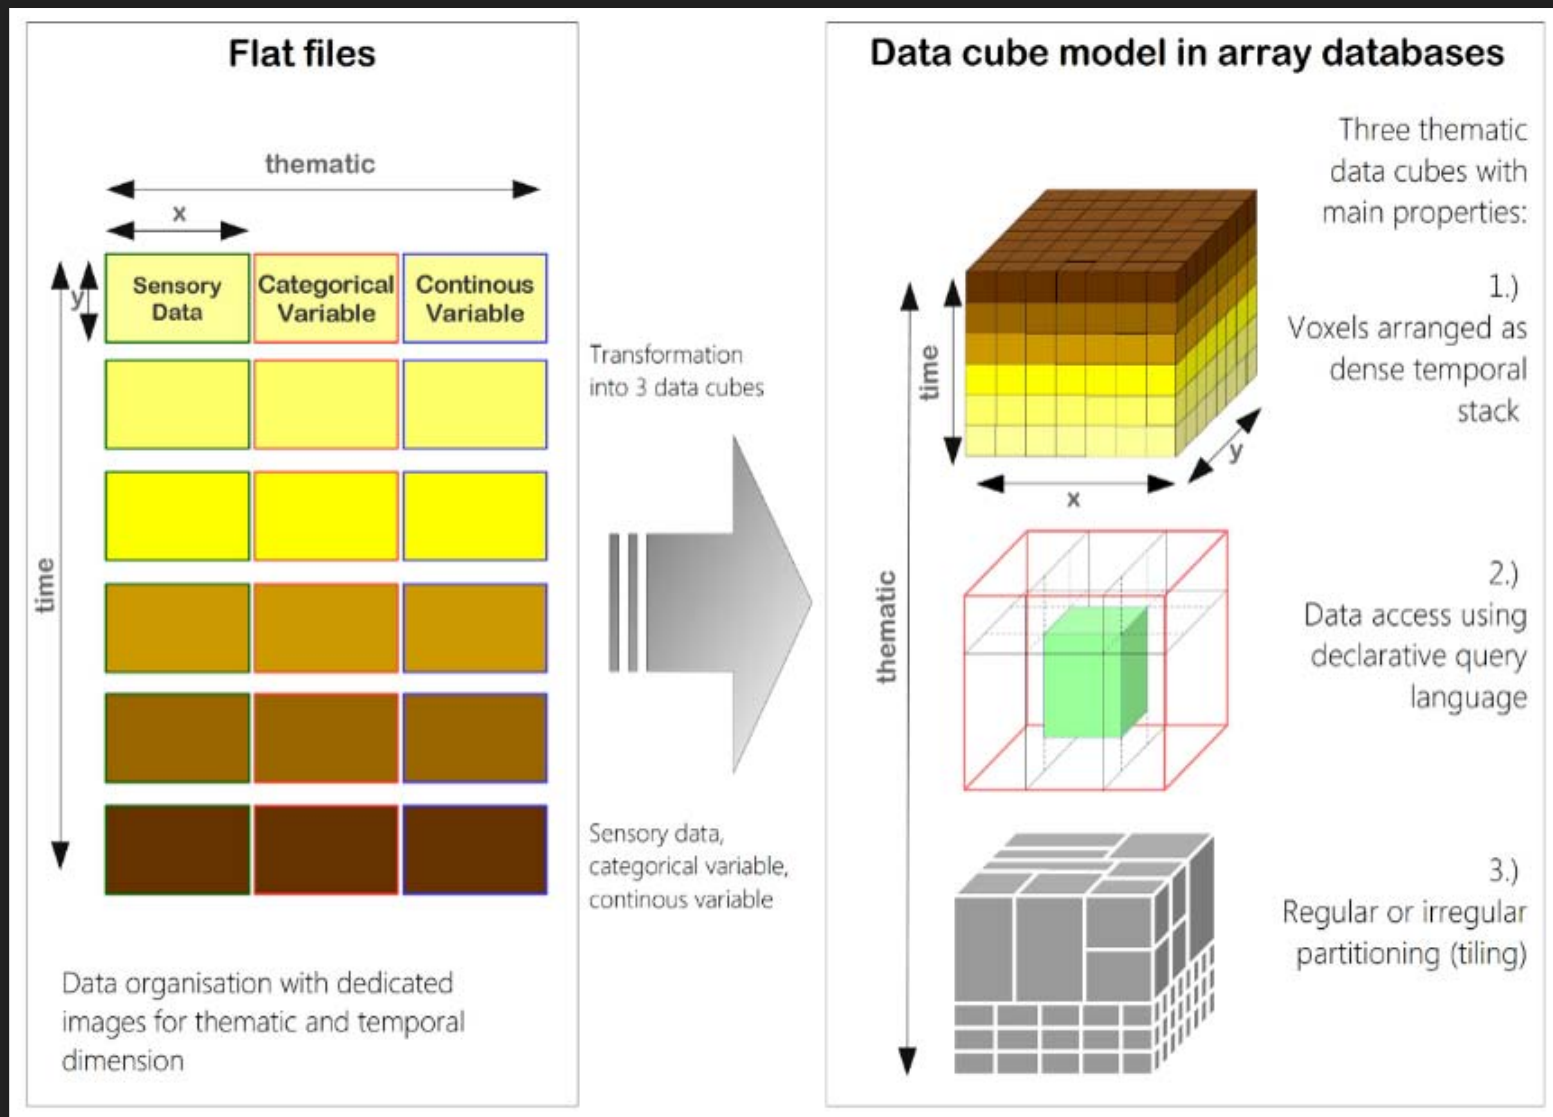 Flat files
thematic
x
y
Sensory
Data
Categorical
Variable
Continous
Variable
time
Data organisation with dedicated
images for thematic and temporal
dimension
Transformation
into 3 data cubes
Sensory data,
categorical variable,
continous variable
Data cube model in array databases
Three thematic
data cubes with
main properties:
time
x
y
thematic
1.)
Voxels arranged as
dense temporal
stack
2.)
Data access using
declarative query
language
3.)
Regular or irregular
partitioning (tiling)